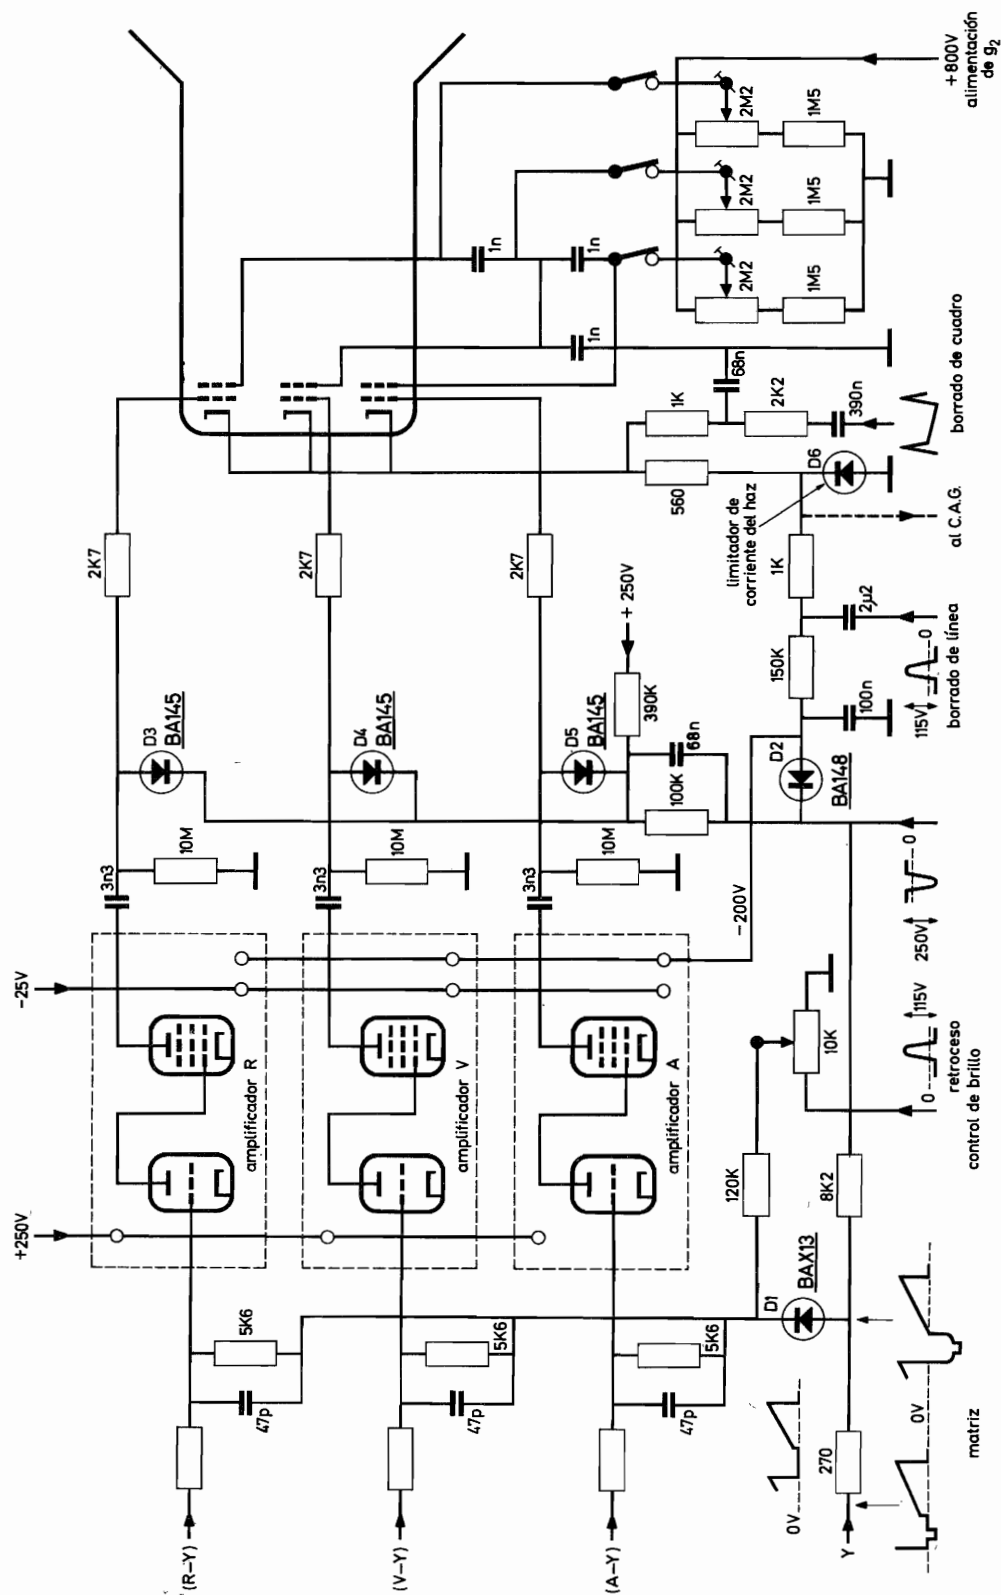 +250V
-25V
(R-Y)
(V-Y)
(A-Y)
47p
5K6
47p
5K6
47p
5K6
amplificador R
amplificador V
amplificador A
3n3
3n3
3n3
10M
10M
10M
D3
BA145
D4
BA145
D5
BA145
2K7
2K7
2K7
390K
+ 250V
100K
68n
-200V
D2
BA148
100n
150K
2µ2
1K
limitador de
corriente del haz
D6
560
1K
68n
2K2
390n
1n
1n
1n
2M2
2M2
2M2
1M5
1M5
1M5
+800V
alimentación
de g2
borrado de cuadro
al C.A.G.
borrado de línea
115V
0
250V
0
115V
0
retroceso
control de brillo
10K
120K
8K2
D1
BAX13
270
Y
0V
0V
matriz